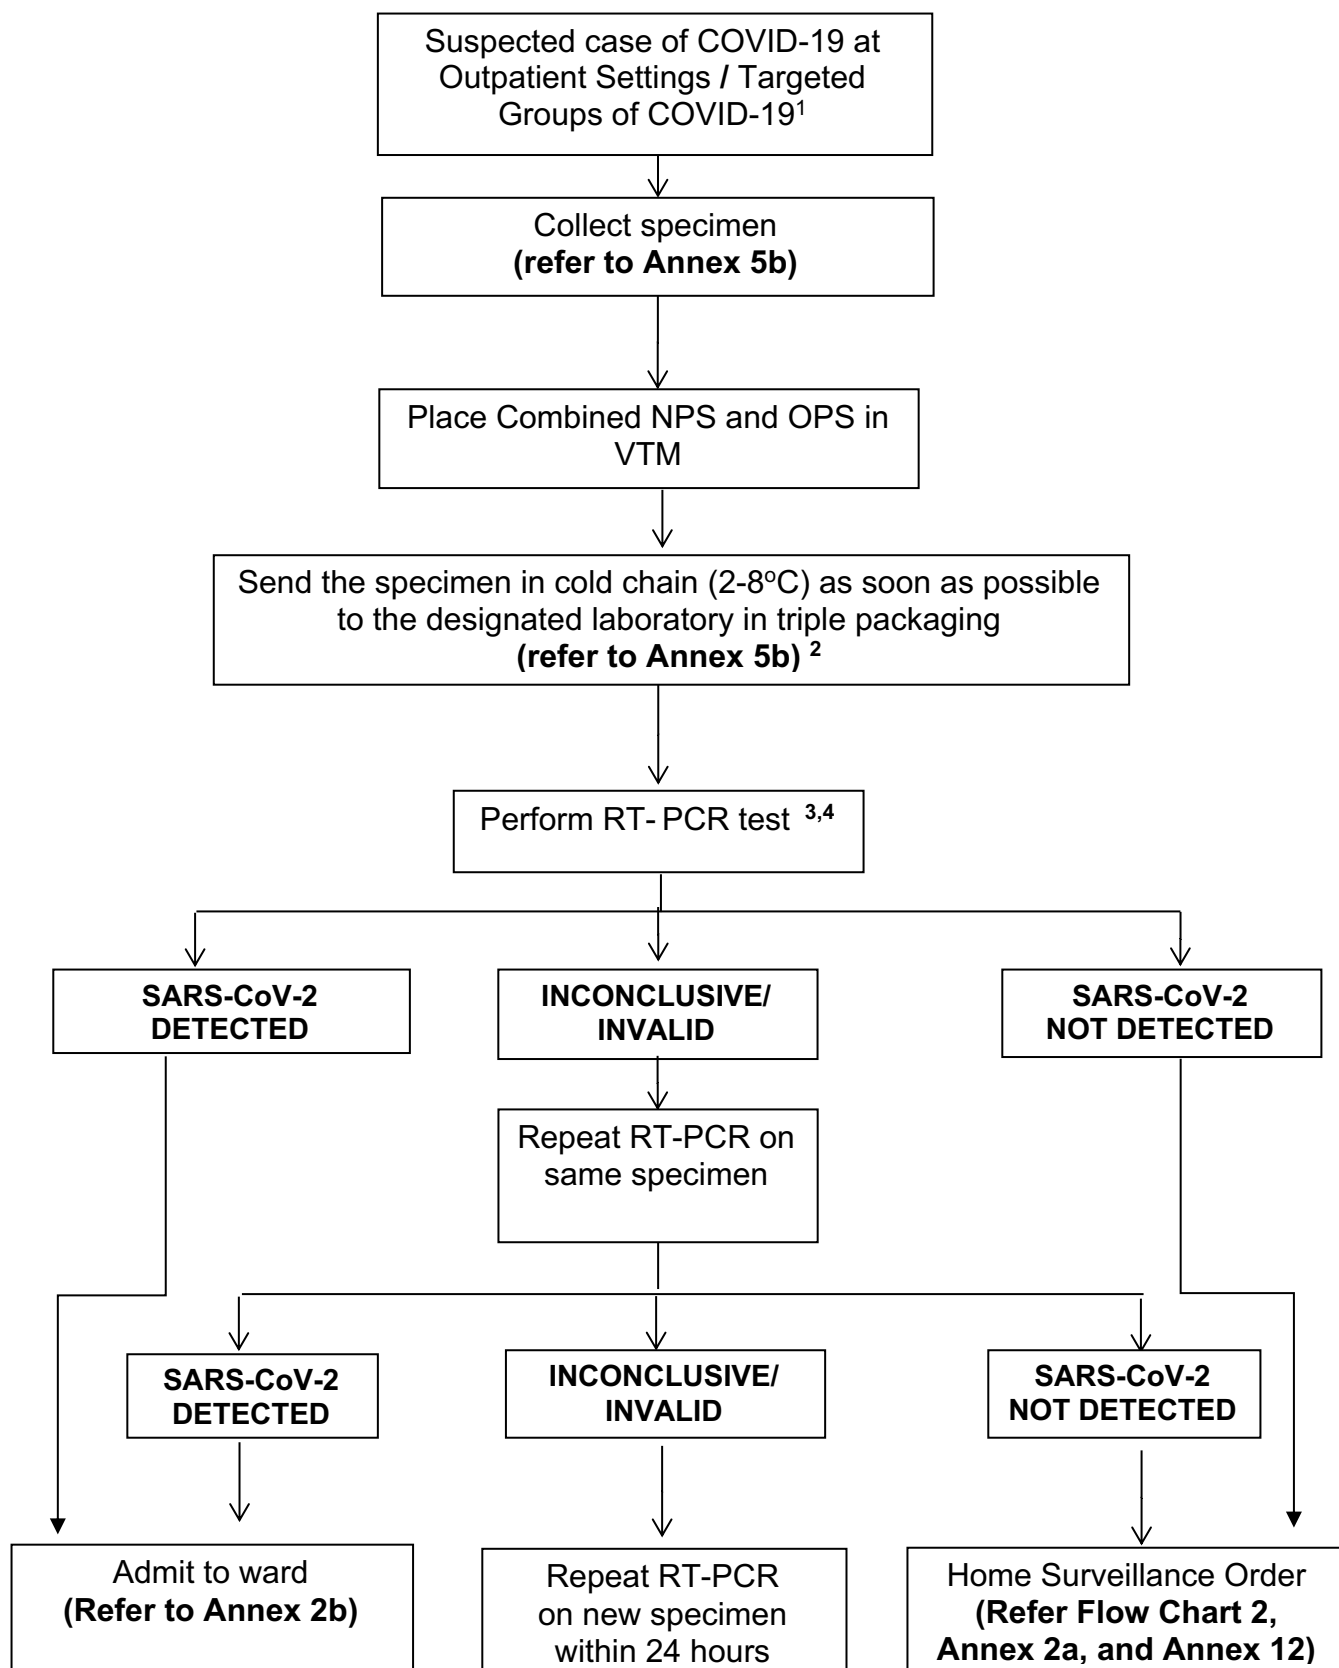 Suspected case of COVID-19 at
Outpatient Settings / Targeted
Groups of COVID-19¹
Collect specimen
(refer to Annex 5b)
Place Combined NPS and OPS in
VTM
Send the specimen in cold chain (2-8ºC) as soon as possible
to the designated laboratory in triple packaging
(refer to Annex 5b) ²
Perform RT- PCR test ³,⁴
SARS-CoV-2
DETECTED
INCONCLUSIVE/
INVALID
SARS-CoV-2
NOT DETECTED
Repeat RT-PCR on
same specimen
SARS-CoV-2
DETECTED
INCONCLUSIVE/
INVALID
SARS-CoV-2
NOT DETECTED
Admit to ward
(Refer to Annex 2b)
Repeat RT-PCR
on new specimen
within 24 hours
Home Surveillance Order
(Refer Flow Chart 2,
Annex 2a, and Annex 12)